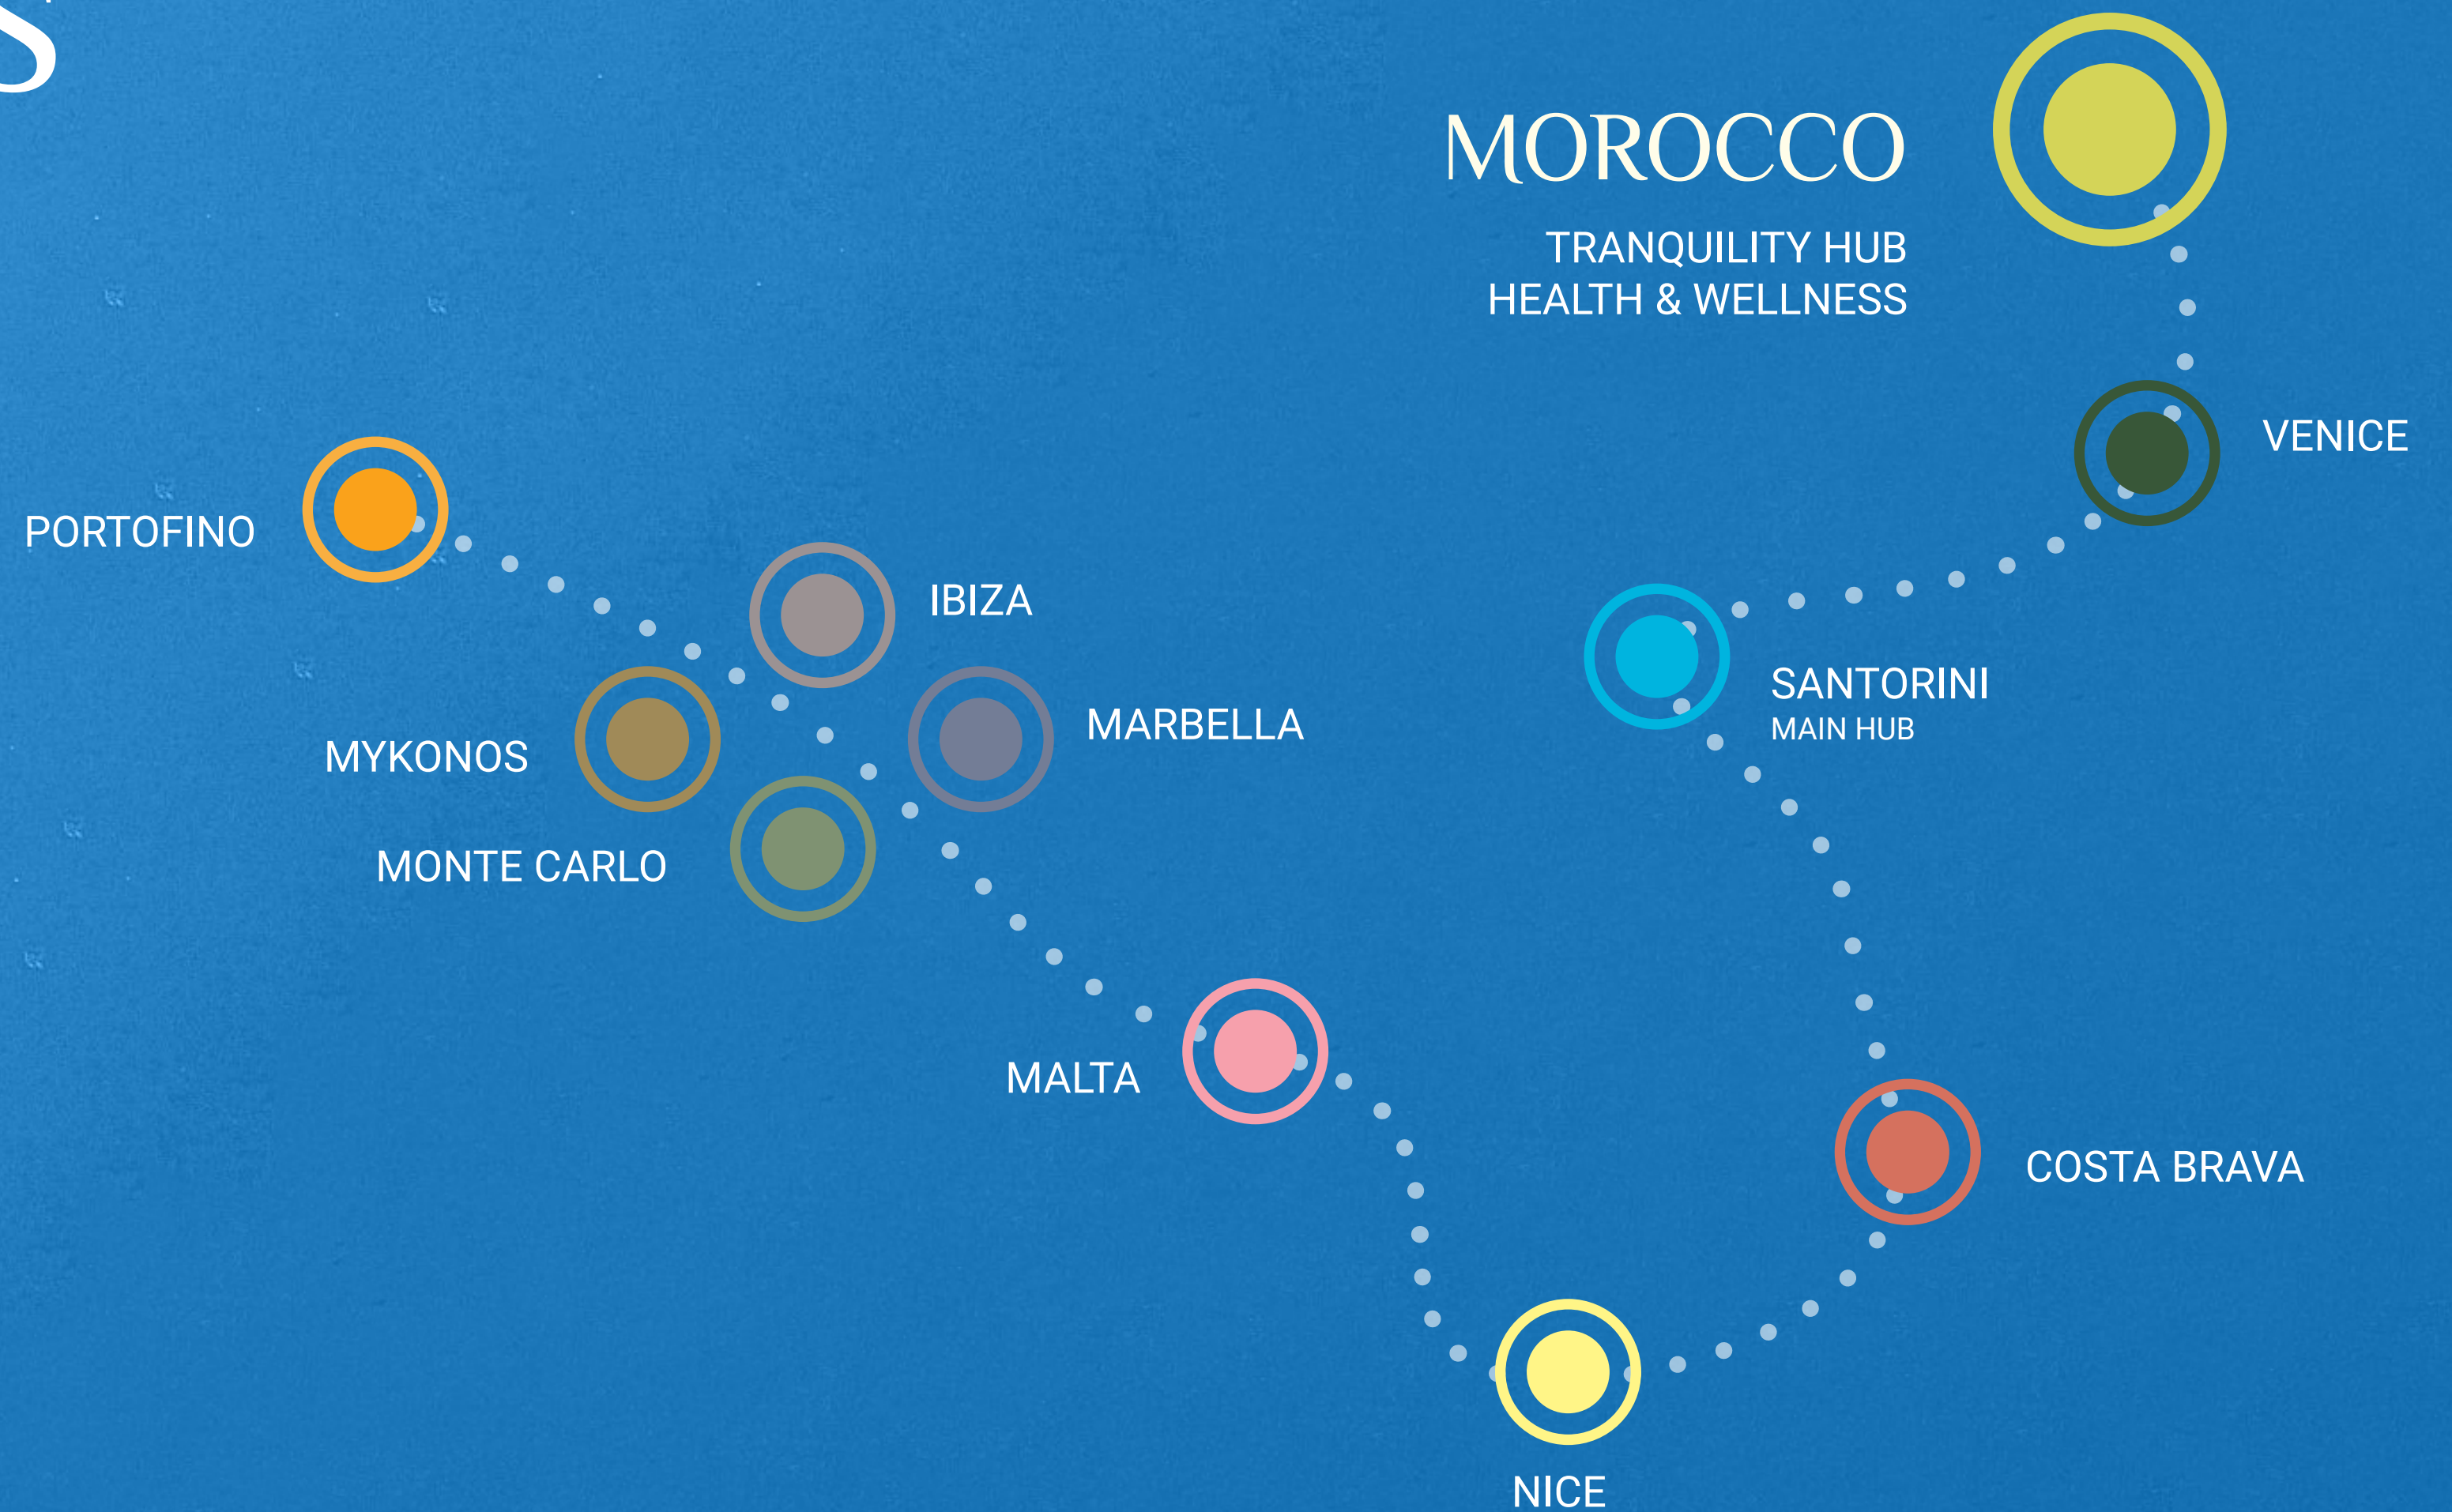 S
MOROCCO
TRANQUILITY HUB
HEALTH & WELLNESS
VENICE
PORTOFINO
IBIZA
SANTORINI
MAIN HUB
MARBELLA
MYKONOS
MONTE CARLO
MALTA
COSTA BRAVA
NICE